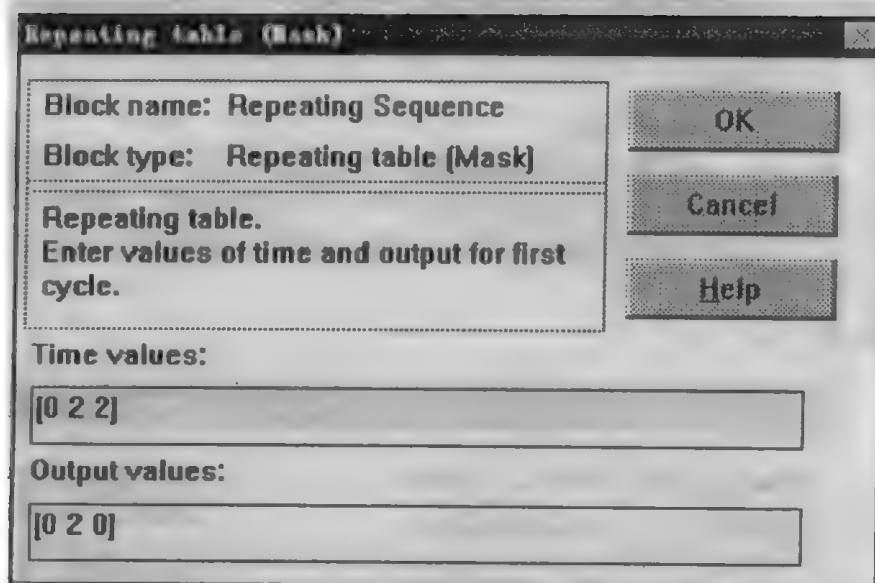 Repeating table (Mask)
Block name: Repeating Sequence
Block type: Repeating table (Mask)
Repeating table.
Enter values of time and output for first
cycle.
OK
Cancel
Help
Time values:
[0 2 2]
Output values:
[0 2 0]